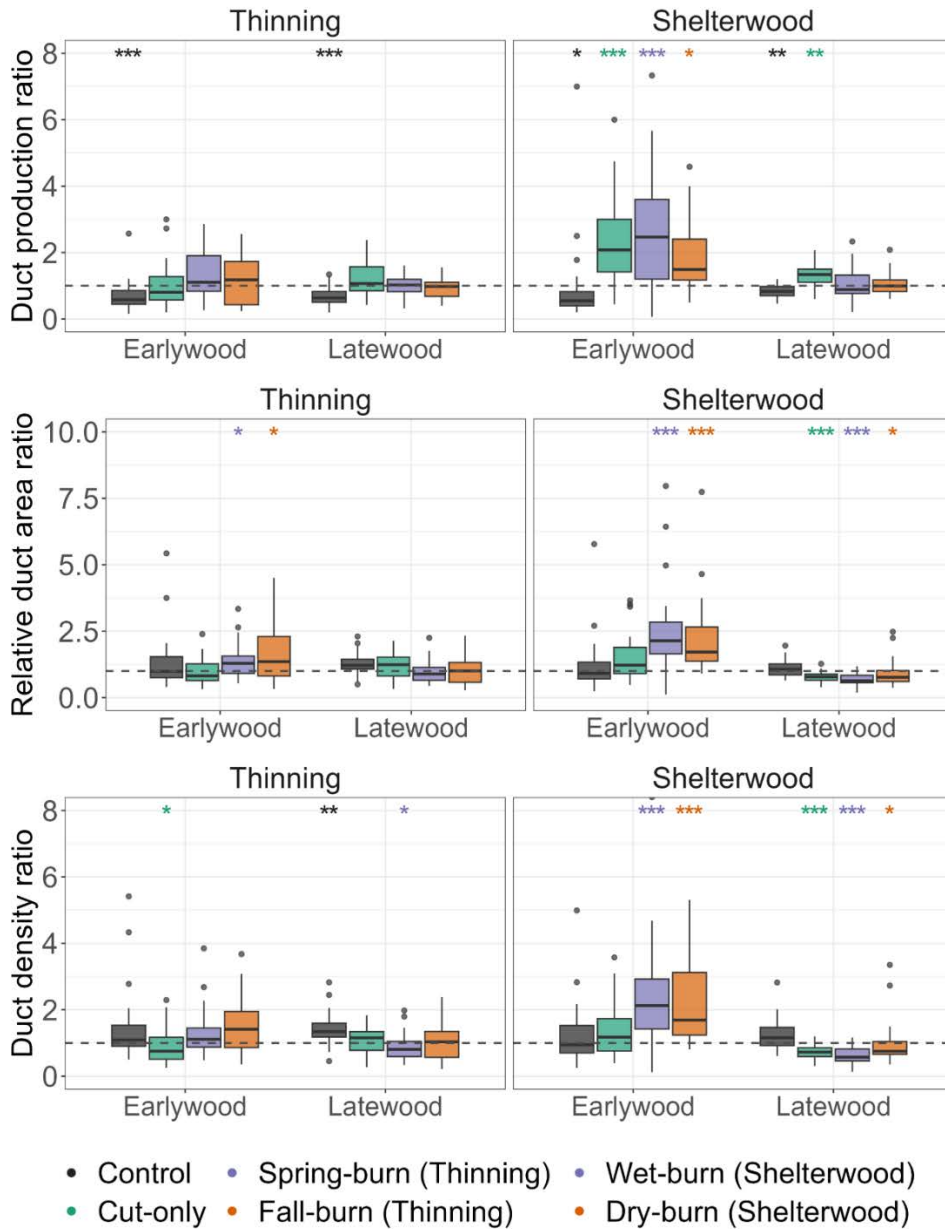 Thinning Shelterwood
Duct production ratio
8 *** *** * *** *** * ** **
6
4
2
0
Earlywood Latewood Earlywood Latewood
Thinning Shelterwood
Relative duct area ratio
10.0 * * *** *** *** *** *
7.5
5.0
2.5
0.0
Earlywood Latewood Earlywood Latewood
Thinning Shelterwood
Duct density ratio
8 * ** * *** *** *** *** *
6
4
2
0
Earlywood Latewood Earlywood Latewood
Control Spring-burn (Thinning) Wet-burn (Shelterwood)
Cut-only Fall-burn (Thinning) Dry-burn (Shelterwood)